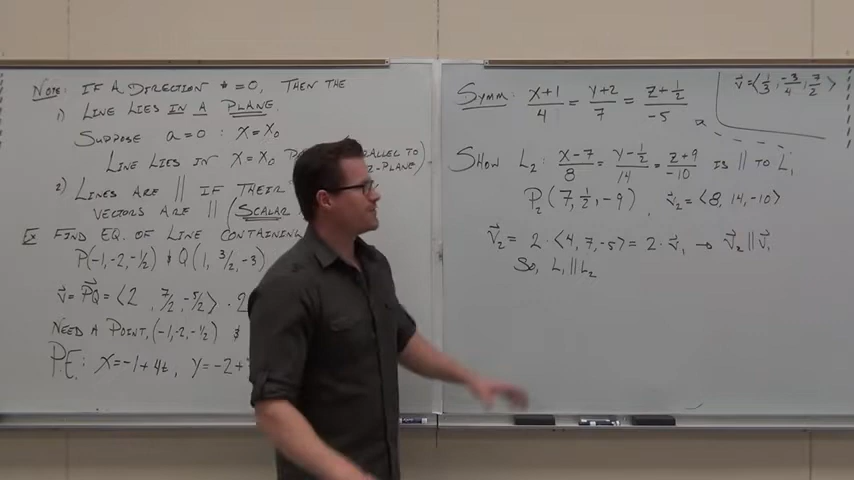 NOTE: IF A DIRECTION # = 0, THEN THE
1) LINE LIES IN A PLANE.
SUPPOSE a = 0 : X = X₀
LINE LIES IN X = X₀ P ARALLEL TO
Z-PLANE)
2) LINES ARE || IF THEIR
VECTORS ARE || (SCALAR
Ex FIND EQ. OF LINE CONTAINING
P(-1, -2, -1/2) & Q(1, 3/2, -3)
v⃗ = PQ⃗ = <2, 7/2, -5/2> · 2
NEED A POINT, (-1, -2, -1/2) &
P.E.: X = -1 + 4t, Y = -2 +
SYMM: (X+1)/4 = (Y+2)/7 = (Z+1/2)/-5
v⃗ = <1/3, -3/4, 7/2>
SHOW L₂: (X-7)/8 = (Y-1/2)/14 = (Z+9)/-10 IS || TO L₁
P₂(7, 1/2, -9), v⃗₂ = <8, 14, -10>
v⃗₂ = 2 · <4, 7, -5> = 2 · v⃗₁ → v⃗₂ || v⃗₁
So, L₁ || L₂